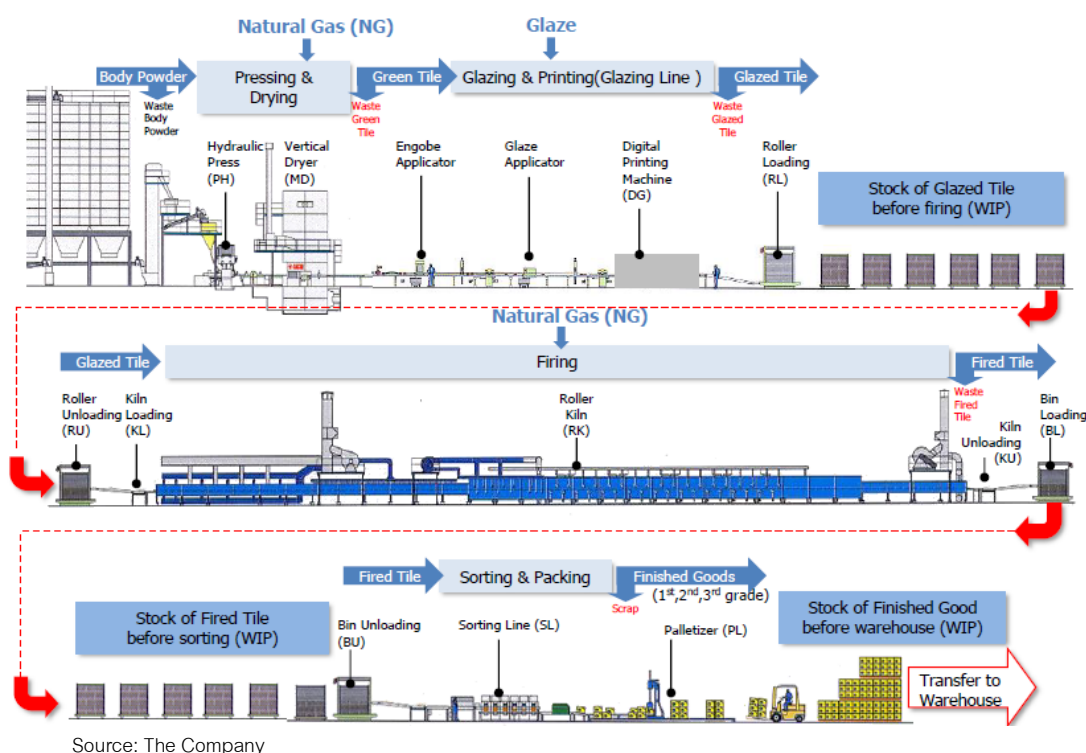 Natural Gas (NG)
Glaze
Body Powder
Pressing &
Drying
Green Tile
Glazing & Printing(Glazing Line )
Glazed Tile
Waste
Body
Powder
Waste
Green
Tile
Waste
Glazed
Tile
Hydraulic
Press
(PH)
Vertical
Dryer
(MD)
Engobe
Applicator
Glaze
Applicator
Digital
Printing
Machine
(DG)
Roller
Loading
(RL)
Stock of Glazed Tile
before firing (WIP)
Natural Gas (NG)
Glazed Tile
Firing
Fired Tile
Waste
Fired
Tile
Roller
Unloading
(RU)
Kiln
Loading
(KL)
Roller
Kiln
(RK)
Kiln
Unloading
(KU)
Bin
Loading
(BL)
Fired Tile
Sorting & Packing
Finished Goods
(1st,2nd,3rd grade)
Scrap
Stock of Fired Tile
before sorting (WIP)
Bin Unloading
(BU)
Sorting Line (SL)
Palletizer (PL)
Stock of Finished Good
before warehouse (WIP)
Transfer to
Warehouse
Source: The Company